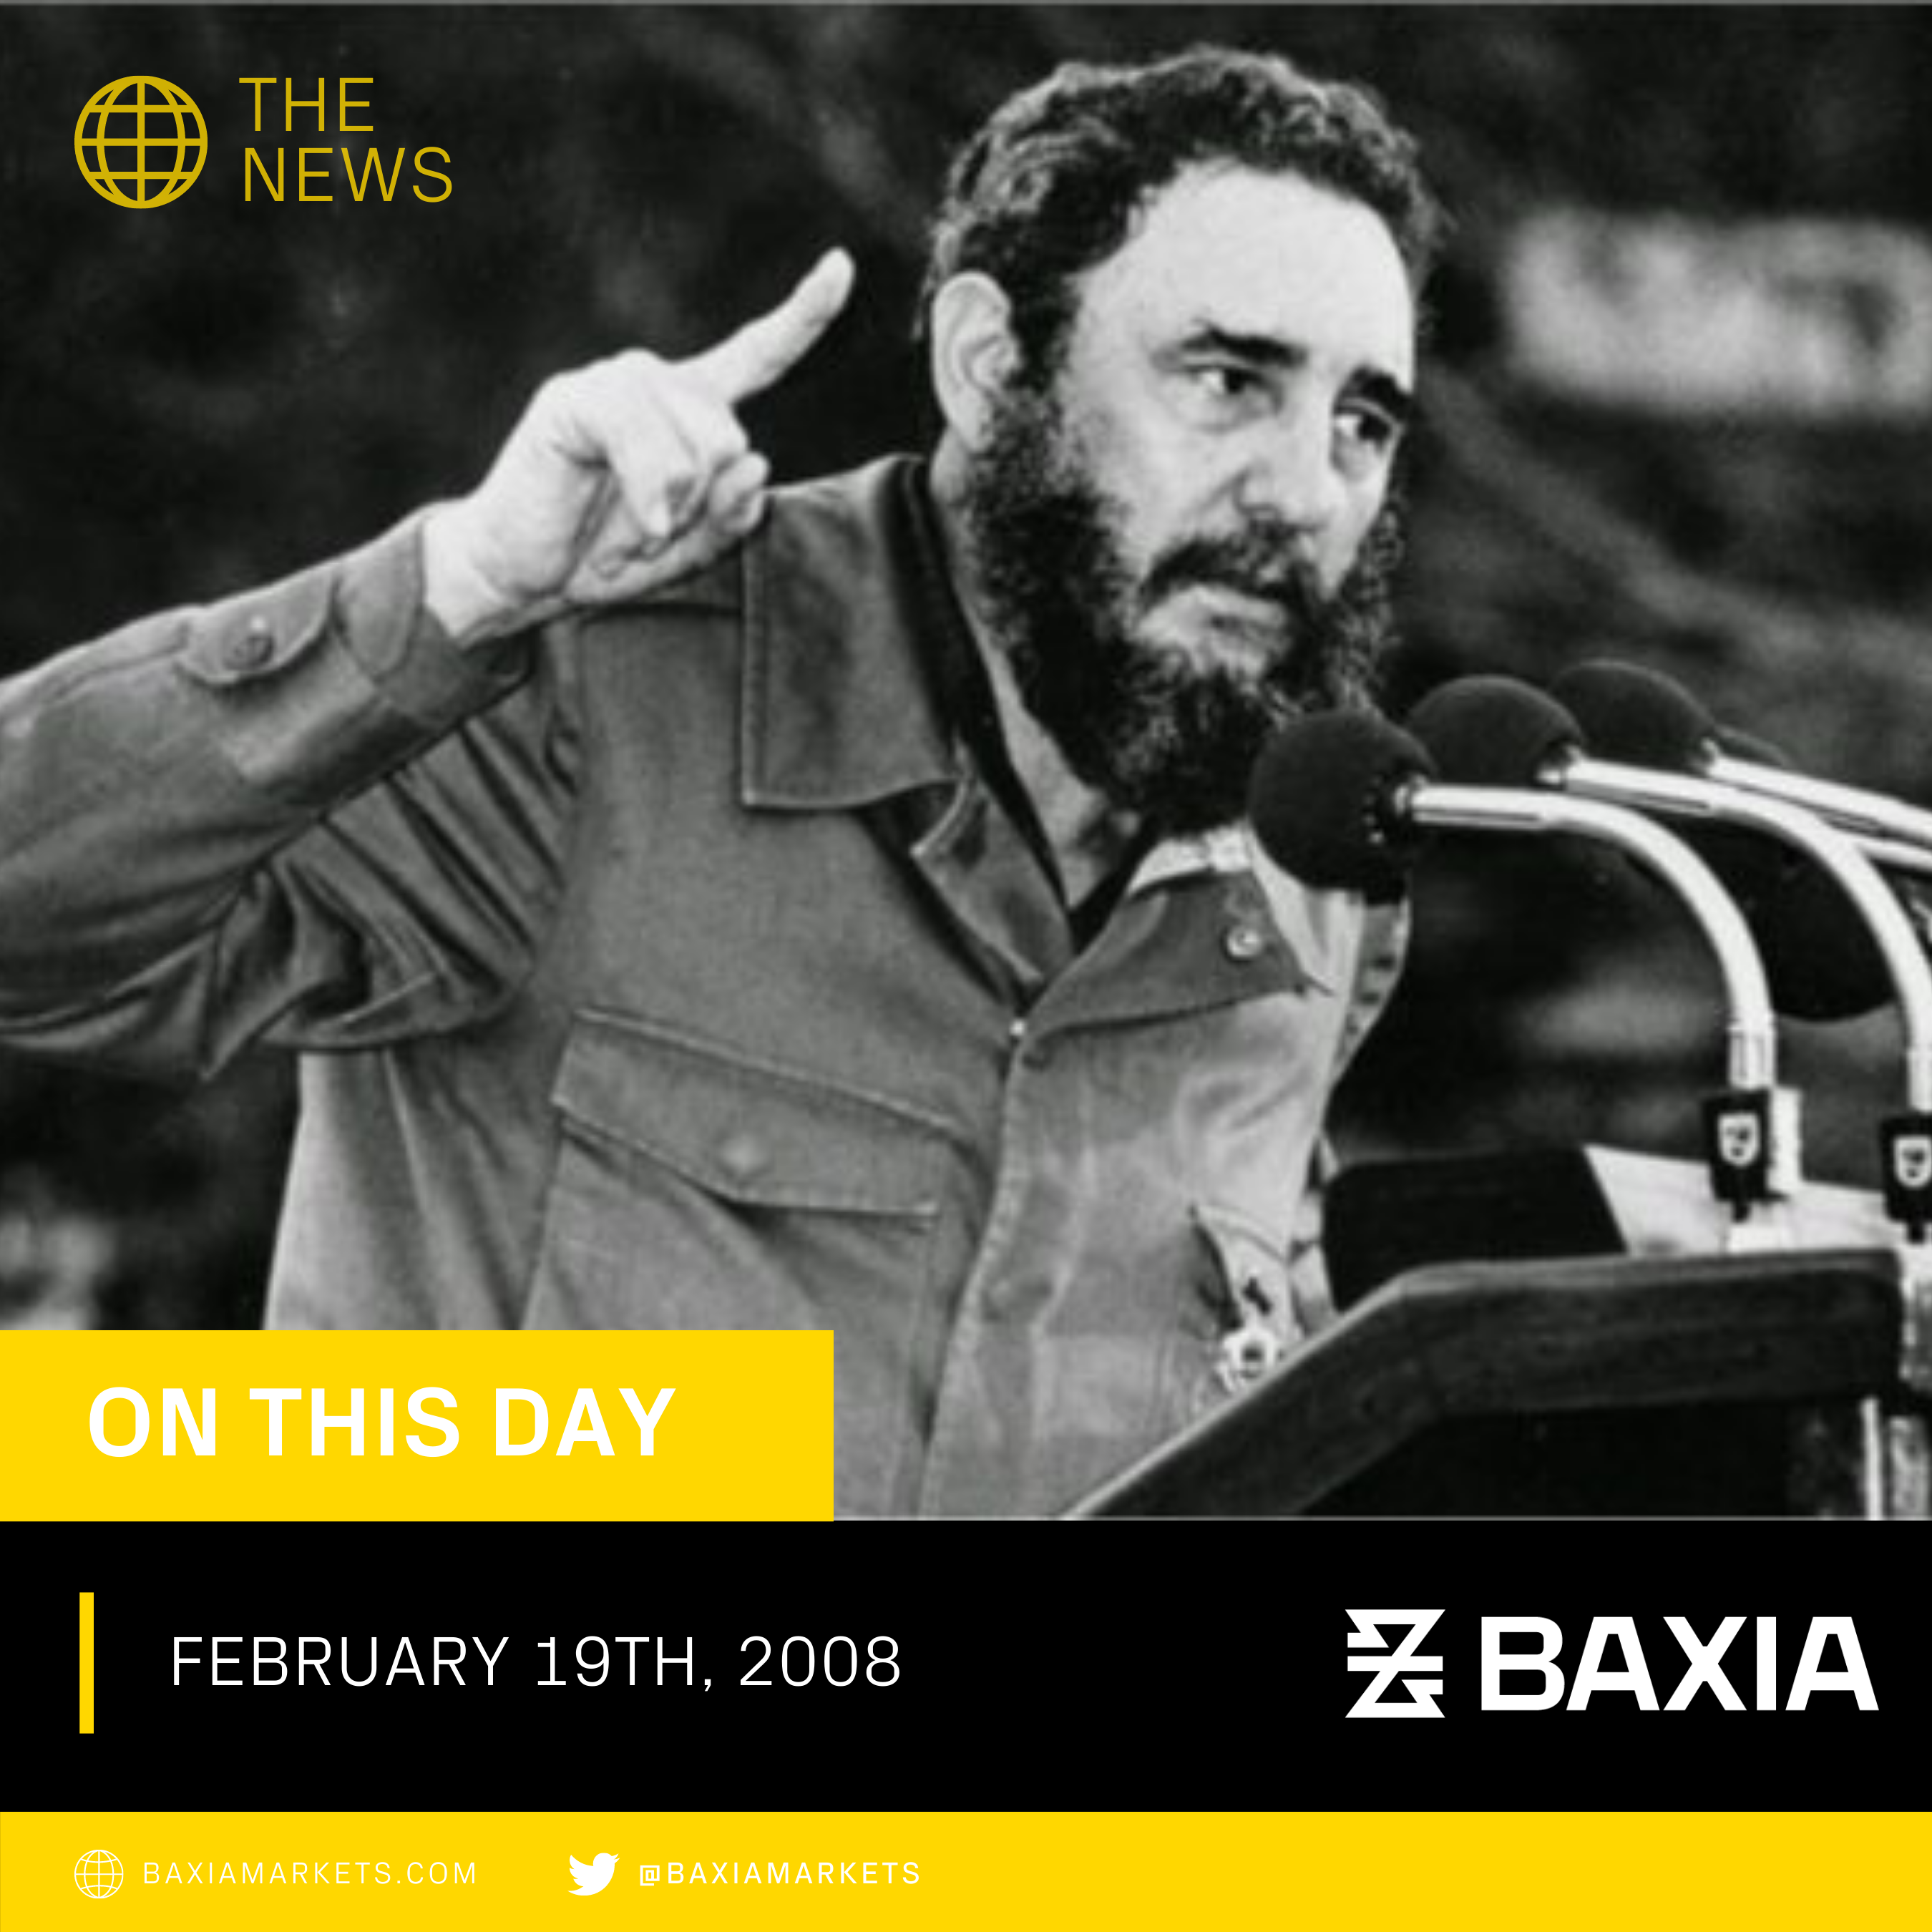 THE
NEWS
ON THIS DAY
FEBRUARY 19TH, 2008
BAXIA
BAXIAMARKETS.COM
@BAXIAMARKETS